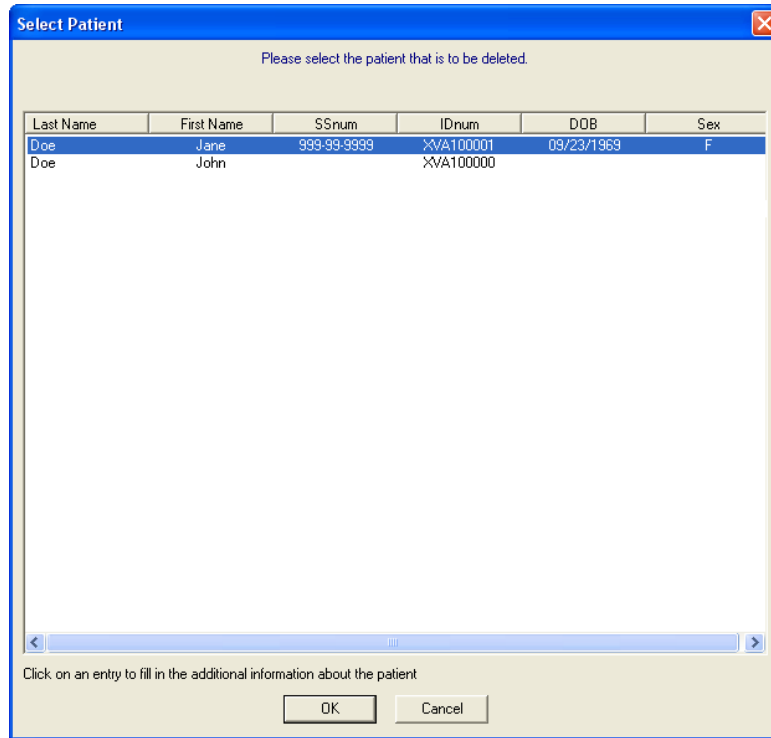 Select Patient
Please select the patient that is to be deleted.
Last Name First Name SSnum IDnum DOB Sex
Doe Jane 999-99-9999 XVA100001 09/23/1969 F
Doe John XVA100000
Click on an entry to fill in the additional information about the patient
OK Cancel